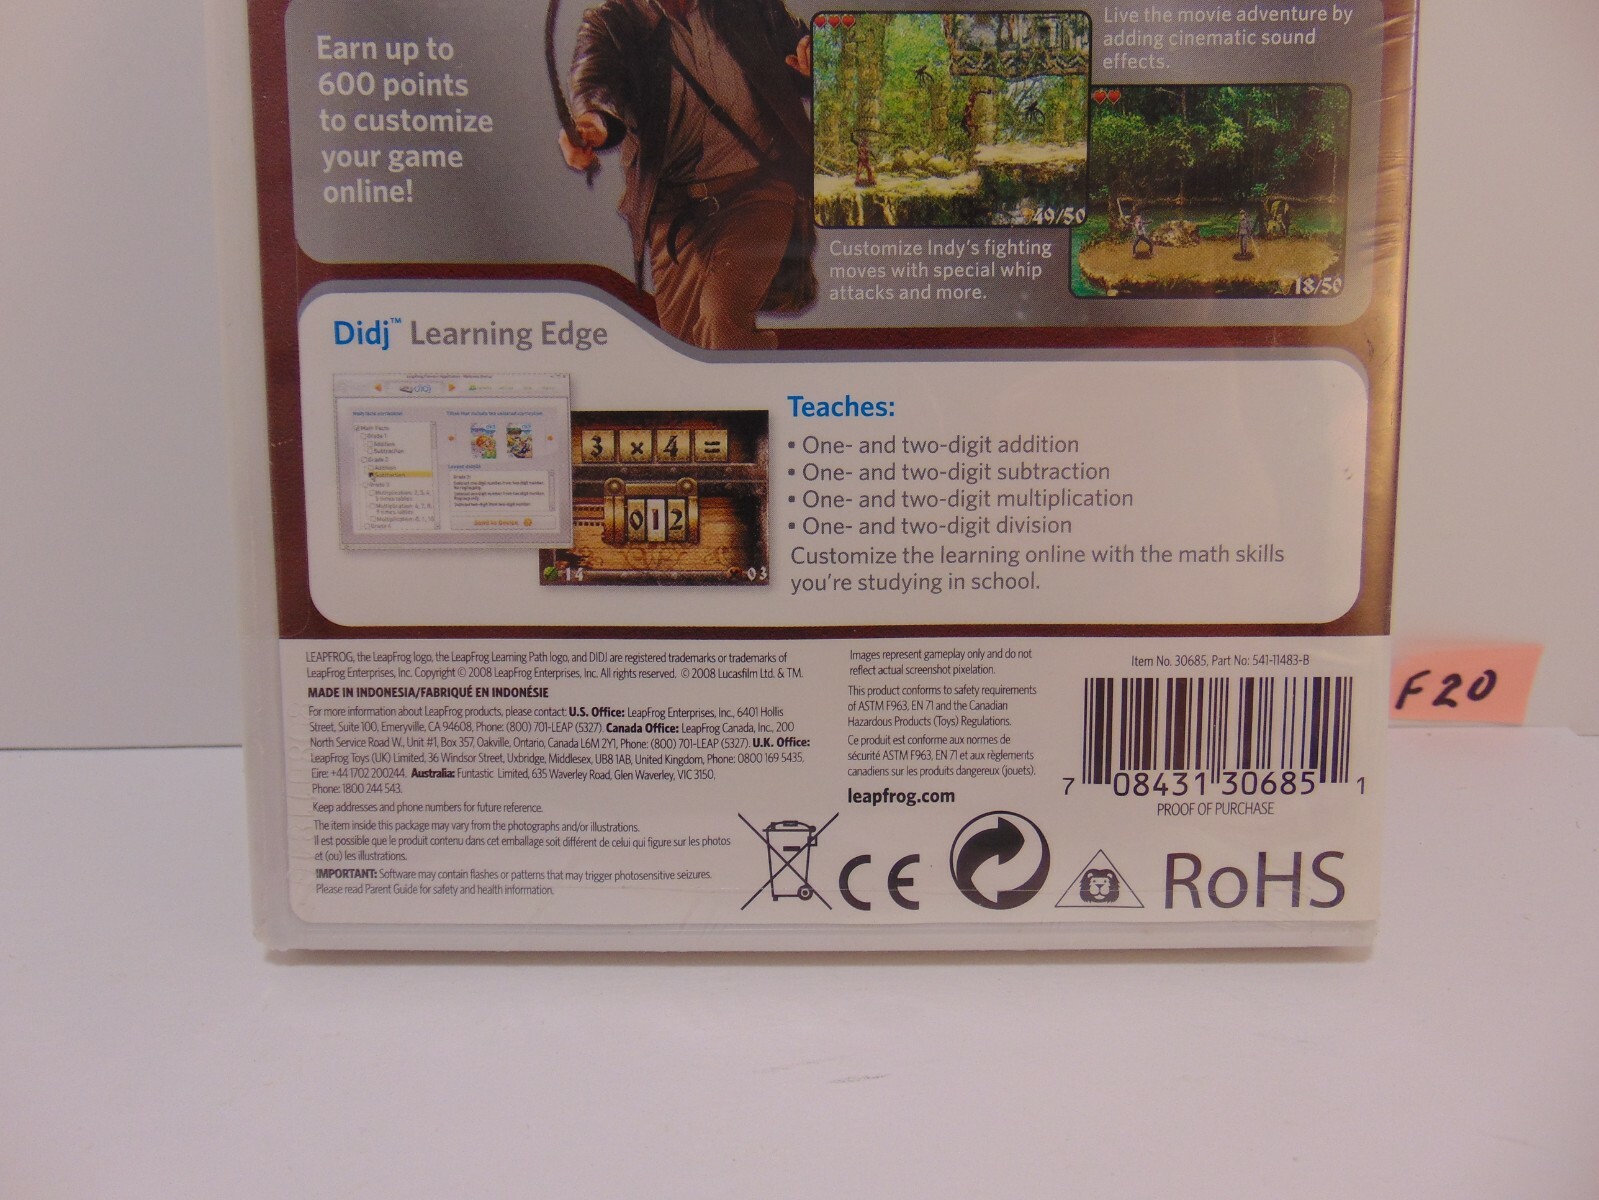 Earn up to
600 points
to customize
your game
online!
Live the movie adventure by
adding cinematic sound
effects.
49/50
Customize Indy's fighting
moves with special whip
attacks and more.
18/50
Didj™ Learning Edge
3 x 4 =
012
14
03
Teaches:
• One- and two-digit addition
• One- and two-digit subtraction
• One- and two-digit multiplication
• One- and two-digit division
Customize the learning online with the math skills
you're studying in school.
LEAPFROG, the LeapFrog logo, the LeapFrog Learning Path logo, and DIDJ are registered trademarks or trademarks of
LeapFrog Enterprises, Inc. Copyright © 2008 LeapFrog Enterprises, Inc. All rights reserved. © 2008 Lucasfilm Ltd. & TM.
MADE IN INDONESIA/FABRIQUÉ EN INDONÉSIE
For more information about LeapFrog products, please contact: U.S. Office: LeapFrog Enterprises, Inc., 6401 Hollis
Street, Suite 100, Emeryville, CA 94608, Phone: (800) 701-LEAP (5327). Canada Office: LeapFrog Canada, Inc., 200
North Service Road W., Unit #1, Box 357, Oakville, Ontario, Canada L6M 2Y1, Phone: (800) 701-LEAP (5327). U.K. Office:
LeapFrog Toys (UK) Limited, 36 Windsor Street, Uxbridge, Middlesex, UB8 1AB, United Kingdom, Phone: 0800 169 5435,
Eire: +44 1702 200244. Australia: Funtastic Limited, 635 Waverley Road, Glen Waverley, VIC 3150,
Phone: 1800 244 543.
Keep addresses and phone numbers for future reference.
The item inside this package may vary from the photographs and/or illustrations.
Il est possible que le produit contenu dans cet emballage soit différent de celui qui figure sur les photos
et (ou) les illustrations.
IMPORTANT: Software may contain flashes or patterns that may trigger photosensitive seizures.
Please read Parent Guide for safety and health information.
Images represent gameplay only and do not
reflect actual screenshot pixelation.
This product conforms to safety requirements
of ASTM F963, EN 71 and the Canadian
Hazardous Products (Toys) Regulations.
Ce produit est conforme aux normes de
sécurité ASTM F963, EN 71 et aux règlements
canadiens sur les produits dangereux (jouets).
leapfrog.com
Item No. 30685, Part No: 541-11483-B
7 08431 30685 1
PROOF OF PURCHASE
CE
RoHS
F20